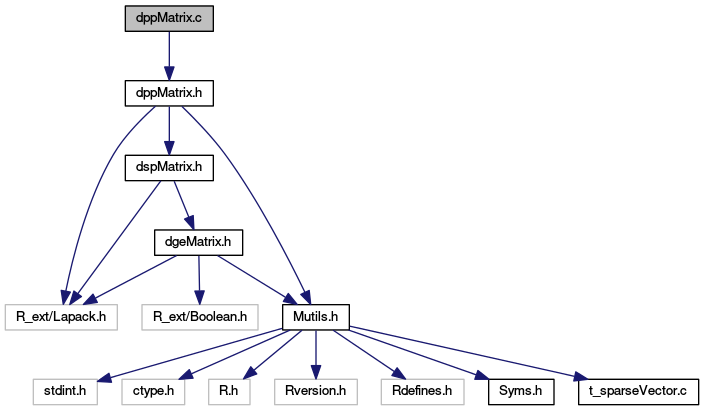 dppMatrix.c
dppMatrix.h
dspMatrix.h
dgeMatrix.h
R_ext/Lapack.h
R_ext/Boolean.h
Mutils.h
stdint.h
ctype.h
R.h
Rversion.h
Rdefines.h
Syms.h
t_sparseVector.c